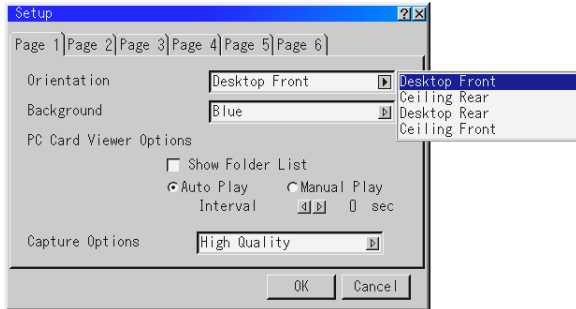 Setup
Page 1 Page 2 Page 3 Page 4 Page 5 Page 6
Orientation Desktop Front
Desktop Front
Ceiling Rear
Desktop Rear
Ceiling Front
Background Blue
PC Card Viewer Options
Show Folder List
Auto Play Manual Play
Interval 0 sec
Capture Options High Quality
OK Cancel